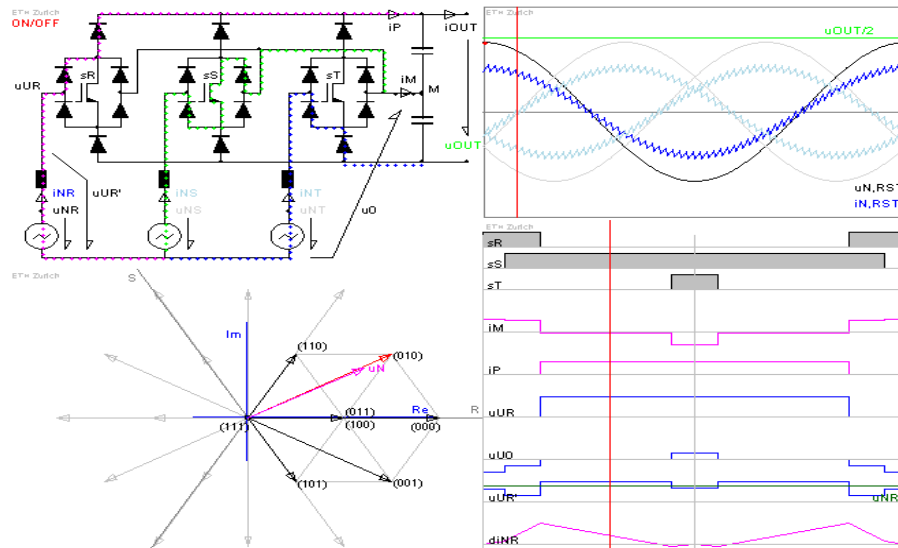 ETH Zurich
ON/OFF
iP
iOUT
sR
sS
sT
iM
M
uUR
uOUT
iNR
uUR'
iNS
iNT
uNR
uNS
uNT
u0
ETH Zurich
S
Im
(110)
(010)
uN
(011)
Re
R
(111)
(100)
(000)
(101)
(001)
ETH Zurich
uOUT/2
uN,RST
iN,RST
ETH Zurich
sR
sS
sT
iM
iP
uUR
uU0
uUR'
uNR
diNR